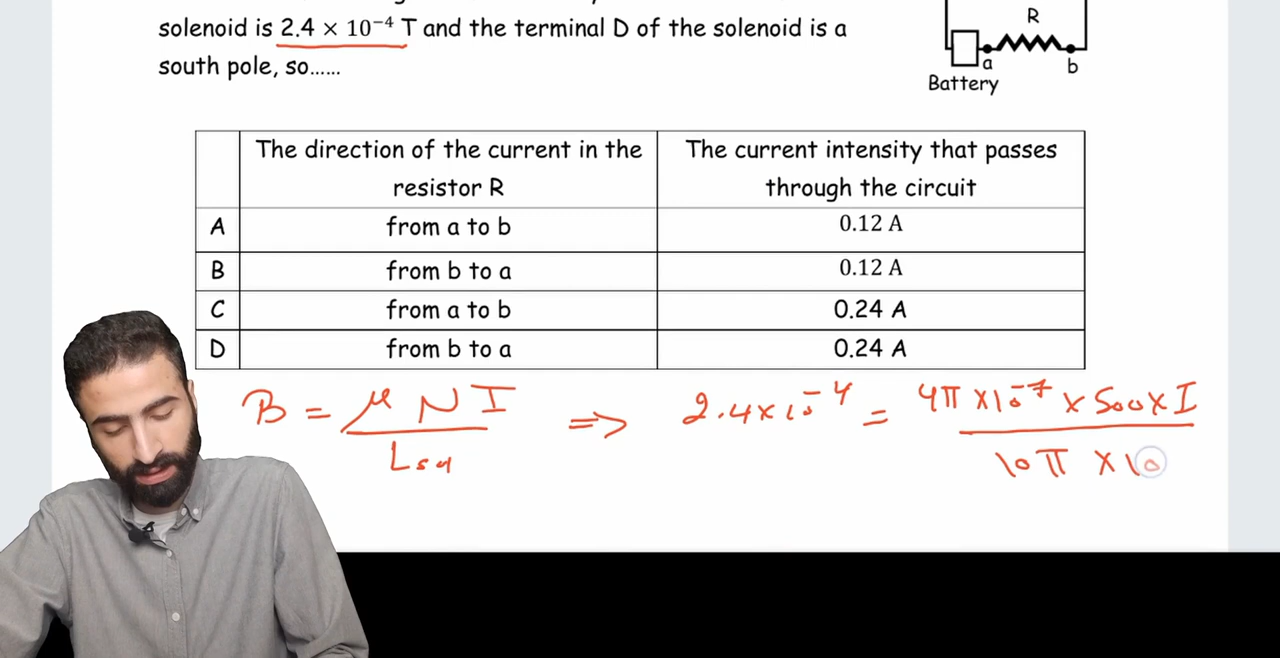 solenoid is 2.4 × 10⁻⁴ T and the terminal D of the solenoid is a
south pole, so......
R
a
b
Battery
The direction of the current in the resistor R
The current intensity that passes through the circuit
A from a to b 0.12 A
B from b to a 0.12 A
C from a to b 0.24 A
D from b to a 0.24 A
B = μ N I / L => 2.4 × 10⁻⁴ = 4π × 10⁻⁷ × 500 × I / 10π × 10